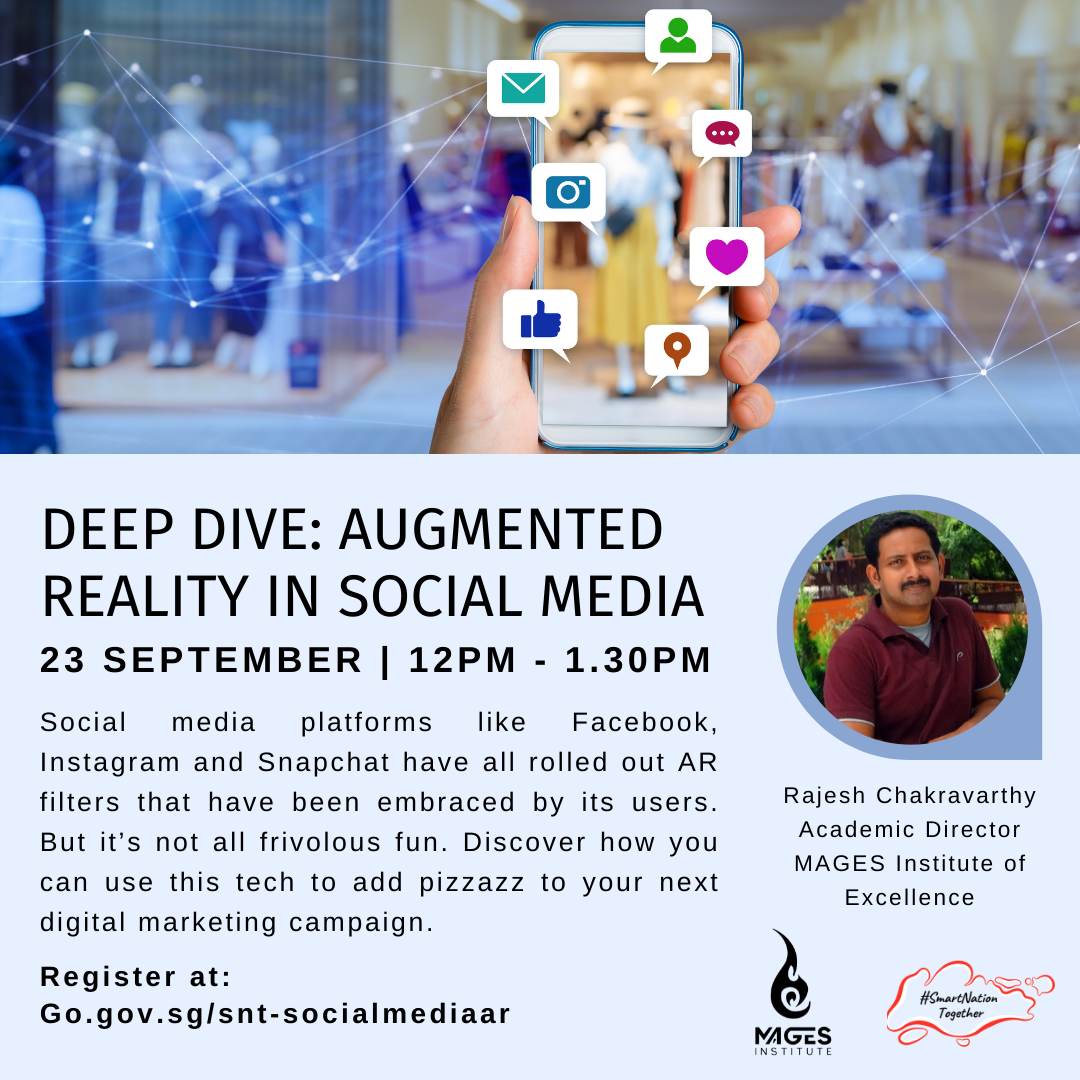 DEEP DIVE: AUGMENTED
REALITY IN SOCIAL MEDIA
23 SEPTEMBER | 12PM - 1.30PM
Social media platforms like Facebook,
Instagram and Snapchat have all rolled out AR
filters that have been embraced by its users.
But it’s not all frivolous fun. Discover how you
can use this tech to add pizzazz to your next
digital marketing campaign.
Register at:
Go.gov.sg/snt-socialmediaar
Rajesh Chakravarthy
Academic Director
MAGES Institute of
Excellence
MAGES
INSTITUTE
#SmartNation
Together